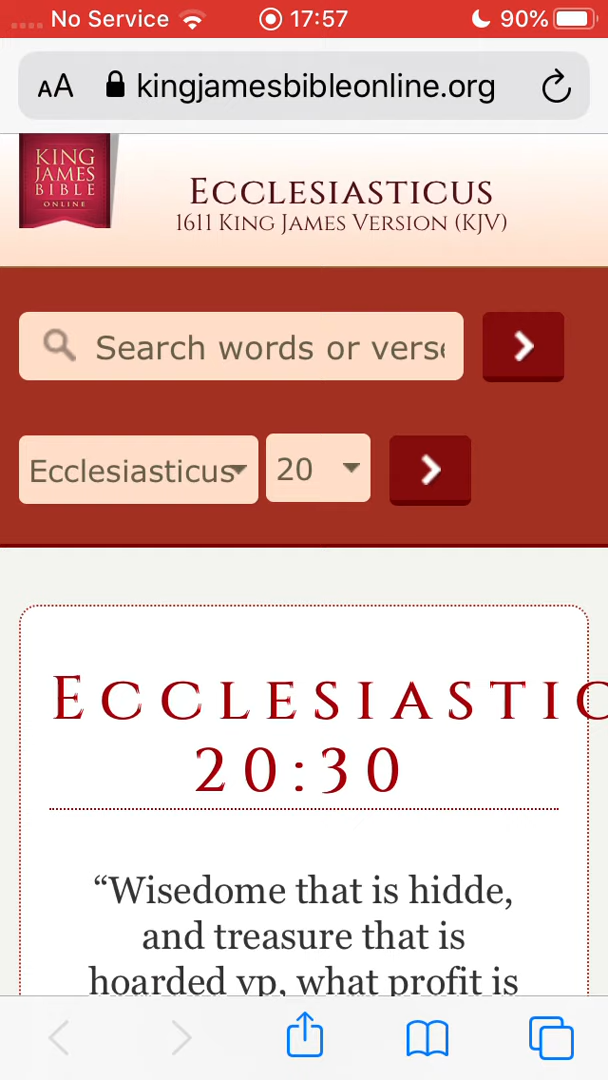 No Service 17:57 90%
AA kingjamesbibleonline.org
KING
JAMES
BIBLE
ONLINE
Ecclesiasticus
1611 King James Version (KJV)
Search words or verse
Ecclesiasticus 20
Ecclesiastic
20:30
“Wisedome that is hidde,
and treasure that is
hoarded vp, what profit is